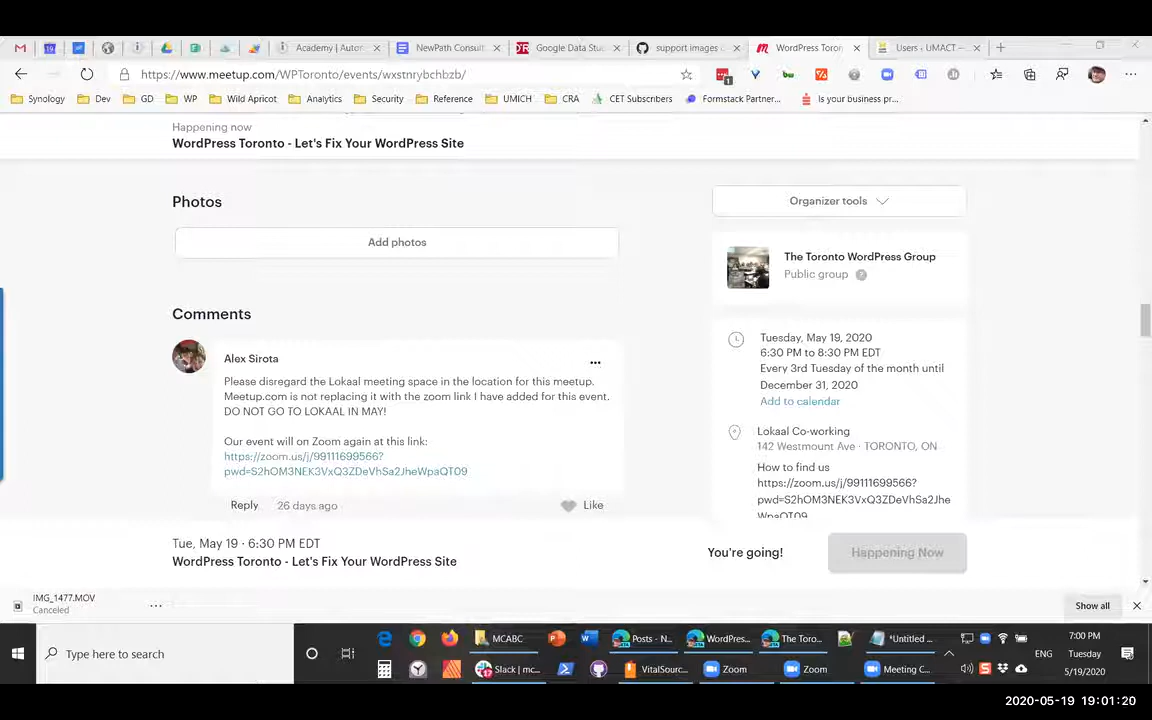 Academy | Auton
NewPath Consult
Google Data Stu
support images
WordPress Toron
Users ‹ UMACT —
https://www.meetup.com/WPToronto/events/wxstnrybchbzb/
Synology
Dev
GD
WP
Wild Apricot
Analytics
Security
Reference
UMICH
CRA
CET Subscribers
Formstack Partner...
Is your business pr...
Happening now
WordPress Toronto - Let's Fix Your WordPress Site
Photos
Add photos
Organizer tools
The Toronto WordPress Group
Public group
Comments
Alex Sirota
Please disregard the Lokaal meeting space in the location for this meetup.
Meetup.com is not replacing it with the zoom link I have added for this event.
DO NOT GO TO LOKAAL IN MAY!
Our event will on Zoom again at this link:
https://zoom.us/j/99111699566?
pwd=S2hOM3NEK3VxQ3ZDeVhSa2JheWpaQT09
Reply
26 days ago
Like
Tuesday, May 19, 2020
6:30 PM to 8:30 PM EDT
Every 3rd Tuesday of the month until
December 31, 2020
Add to calendar
Lokaal Co-working
142 Westmount Ave · TORONTO, ON
How to find us
https://zoom.us/j/99111699566?
pwd=S2hOM3NEK3VxQ3ZDeVhSa2Jhe
WpaQT09
Tue, May 19 · 6:30 PM EDT
WordPress Toronto - Let's Fix Your WordPress Site
You're going!
Happening Now
IMG_1477.MOV
Canceled
Show all
Type here to search
MCABC
Posts - N...
WordPres...
The Toro...
*Untitled ...
Slack | mc...
VitalSourc...
Zoom
Zoom
Meeting C...
ENG
7:00 PM
Tuesday
5/19/2020
2020-05-19 19:01:20